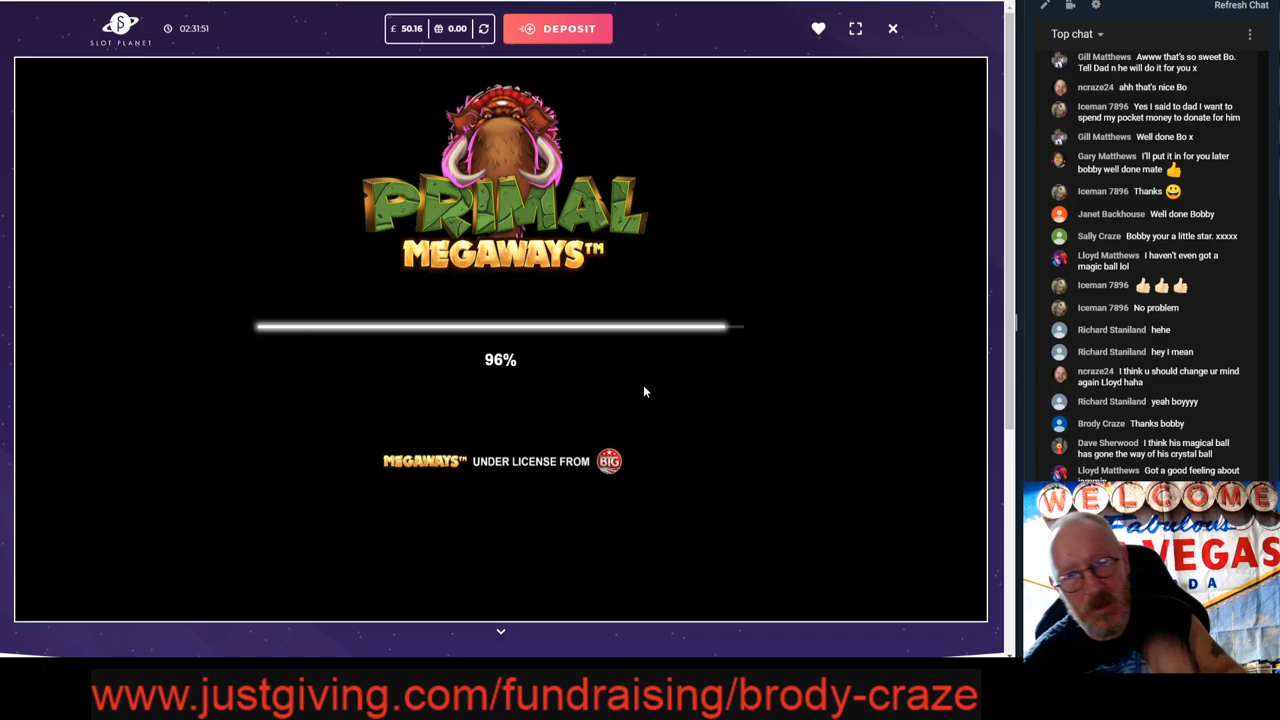 SLOT PLANET
02:31:51
£ 50.16
0.00
DEPOSIT
PRIMAL
MEGAWAYS™
96%
MEGAWAYS™ UNDER LICENSE FROM BTG
Refresh Chat
Top chat
Gill Matthews Awww that's so sweet Bo.
Tell Dad n he will do it for you x
ncraze24 ahh that's nice Bo
Iceman 7896 Yes I said to dad I want to
spend my pocket money to donate for him
Gill Matthews Well done Bo x
Gary Matthews I'll put it in for you later
bobby well done mate 👍
Iceman 7896 Thanks 😀
Janet Backhouse Well done Bobby
Sally Craze Bobby your a little star. xxxxx
Lloyd Matthews I haven't even got a
magic ball lol
Iceman 7896 👍🏻👍🏻👍🏻
Iceman 7896 No problem
Richard Staniland hehe
Richard Staniland hey I mean
ncraze24 I think u should change ur mind
again Lloyd haha
Richard Staniland yeah boyyyy
Brody Craze Thanks bobby
Dave Sherwood I think his magical ball
has gone the way of his crystal ball
Lloyd Matthews Got a good feeling about
WELCOME
Fabulous
VEGAS
ADA
www.justgiving.com/fundraising/brody-craze